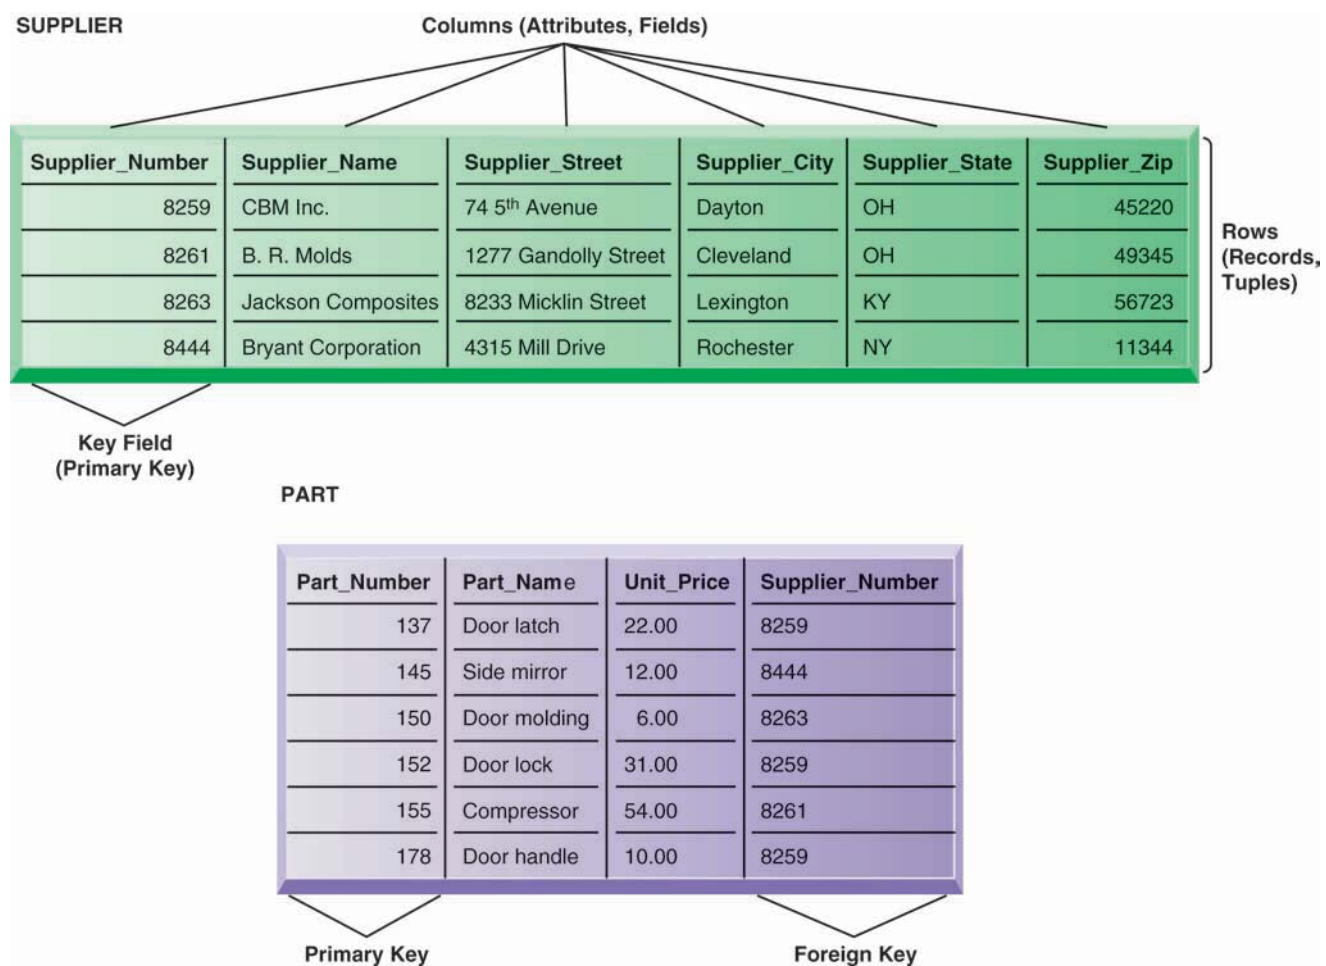 SUPPLIER
Columns (Attributes, Fields)
Supplier_Number Supplier_Name Supplier_Street Supplier_City Supplier_State Supplier_Zip
8259 CBM Inc. 74 5th Avenue Dayton OH 45220
8261 B. R. Molds 1277 Gandolly Street Cleveland OH 49345
8263 Jackson Composites 8233 Micklin Street Lexington KY 56723
8444 Bryant Corporation 4315 Mill Drive Rochester NY 11344
Rows
(Records,
Tuples)
Key Field
(Primary Key)
PART
Part_Number Part_Name Unit_Price Supplier_Number
137 Door latch 22.00 8259
145 Side mirror 12.00 8444
150 Door molding 6.00 8263
152 Door lock 31.00 8259
155 Compressor 54.00 8261
178 Door handle 10.00 8259
Primary Key
Foreign Key